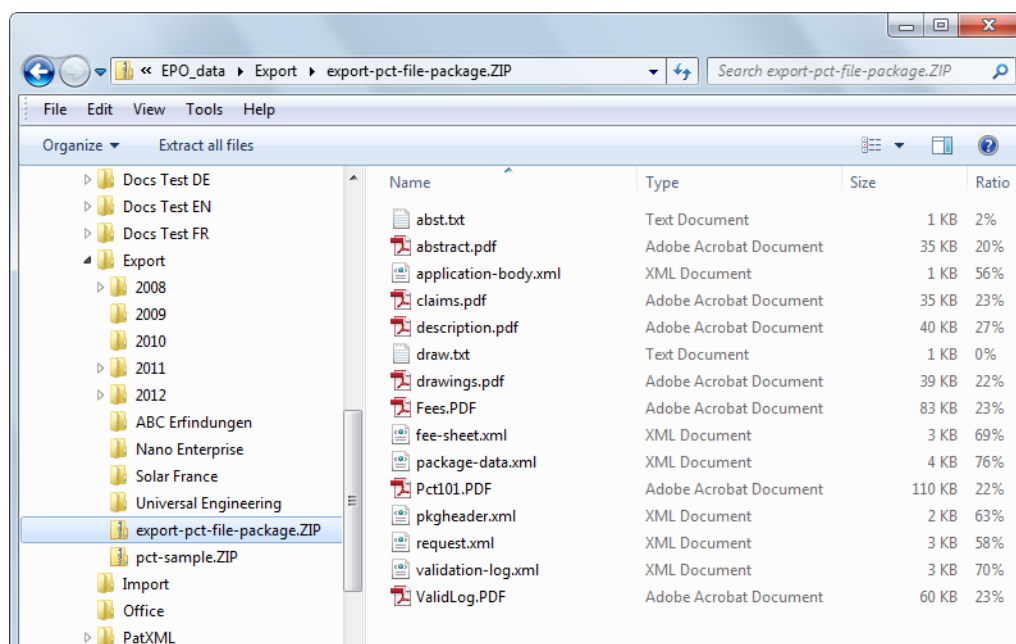 « EPO_data Export export-pct-file-package.ZIP Search export-pct-file-package.ZIP
File Edit View Tools Help
Organize Extract all files
Docs Test DE
Docs Test EN
Docs Test FR
Export
2008
2009
2010
2011
2012
ABC Erfindungen
Nano Enterprise
Solar France
Universal Engineering
export-pct-file-package.ZIP
pct-sample.ZIP
Import
Office
PatXML
Name Type Size Ratio
abst.txt Text Document 1 KB 2%
abstract.pdf Adobe Acrobat Document 35 KB 20%
application-body.xml XML Document 1 KB 56%
claims.pdf Adobe Acrobat Document 35 KB 23%
description.pdf Adobe Acrobat Document 40 KB 27%
draw.txt Text Document 1 KB 0%
drawings.pdf Adobe Acrobat Document 39 KB 22%
Fees.PDF Adobe Acrobat Document 83 KB 23%
fee-sheet.xml XML Document 3 KB 69%
package-data.xml XML Document 4 KB 76%
Pct101.PDF Adobe Acrobat Document 110 KB 22%
pkgheader.xml XML Document 2 KB 63%
request.xml XML Document 3 KB 58%
validation-log.xml XML Document 3 KB 70%
ValidLog.PDF Adobe Acrobat Document 60 KB 23%